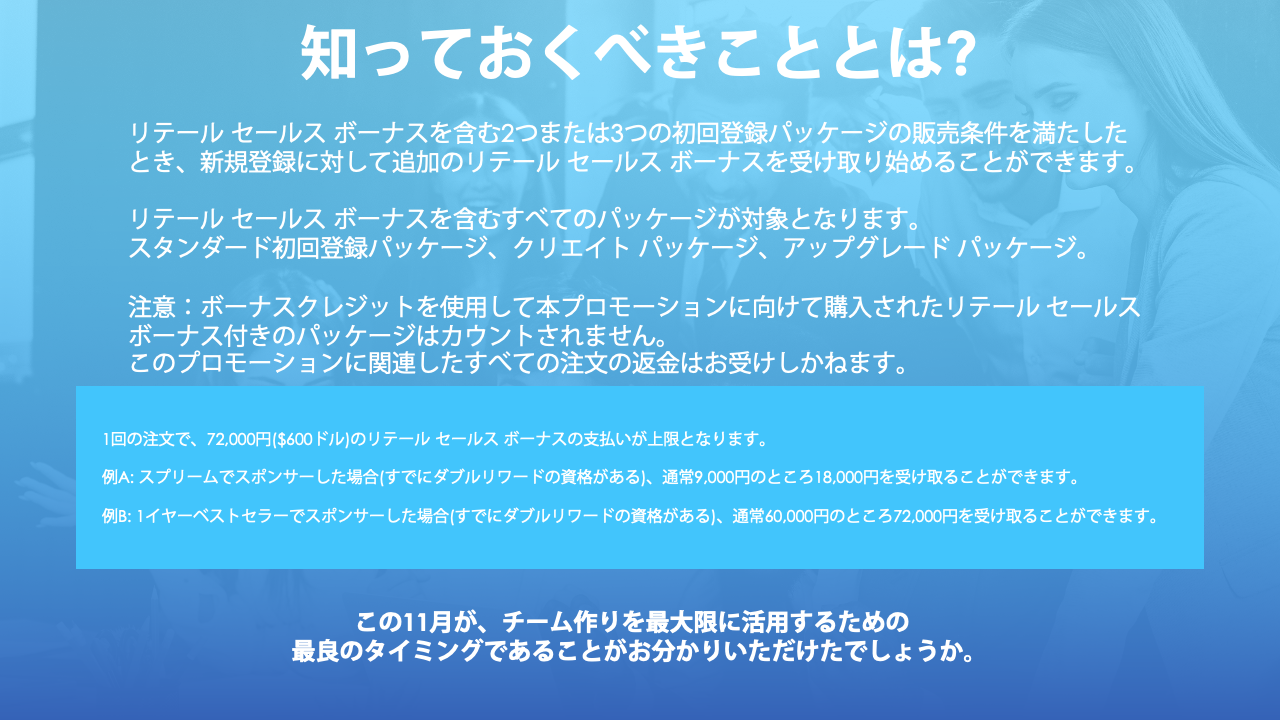 知っておくべきこととは?
リテール セールス ボーナスを含む2つまたは3つの初回登録パッケージの販売条件を満たした
とき、新規登録に対して追加のリテール セールス ボーナスを受け取り始めることができます。
リテール セールス ボーナスを含むすべてのパッケージが対象となります。
スタンダード初回登録パッケージ、クリエイト パッケージ、アップグレード パッケージ。
注意：ボーナスクレジットを使用して本プロモーションに向けて購入されたリテール セールス
ボーナス付きのパッケージはカウントされません。
このプロモーションに関連したすべての注文の返金はお受けしかねます。
1回の注文で、72,000円($600ドル)のリテール セールス ボーナスの支払いが上限となります。
例A: スプリームでスポンサーした場合(すでにダブルリワードの資格がある)、通常9,000円のところ18,000円を受け取ることができます。
例B: 1イヤーベストセラーでスポンサーした場合(すでにダブルリワードの資格がある)、通常60,000円のところ72,000円を受け取ることができます。
この11月が、チーム作りを最大限に活用するための
最良のタイミングであることがお分かりいただけたでしょうか。